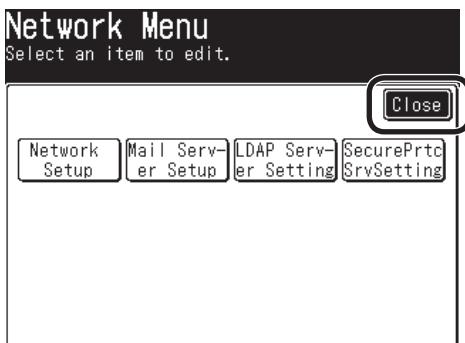 Network Menu
Select an item to edit.
Close
Network Mail Serv- LDAP Serv- SecurePrtc
Setup er Setup er Setting SrvSetting